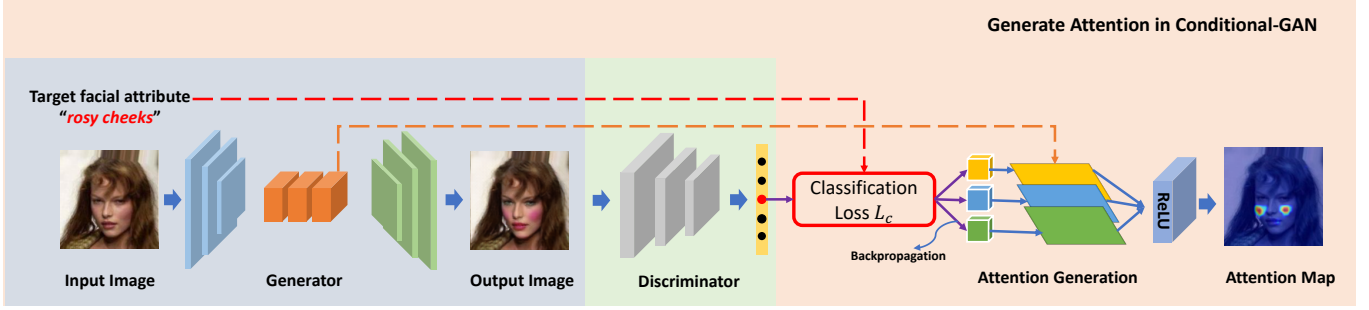 Generate Attention in Conditional-GAN
Target facial attribute
“rosy cheeks”
Classification
Loss L_c
ReLU
Backpropagation
Input Image
Generator
Output Image
Discriminator
Attention Generation
Attention Map